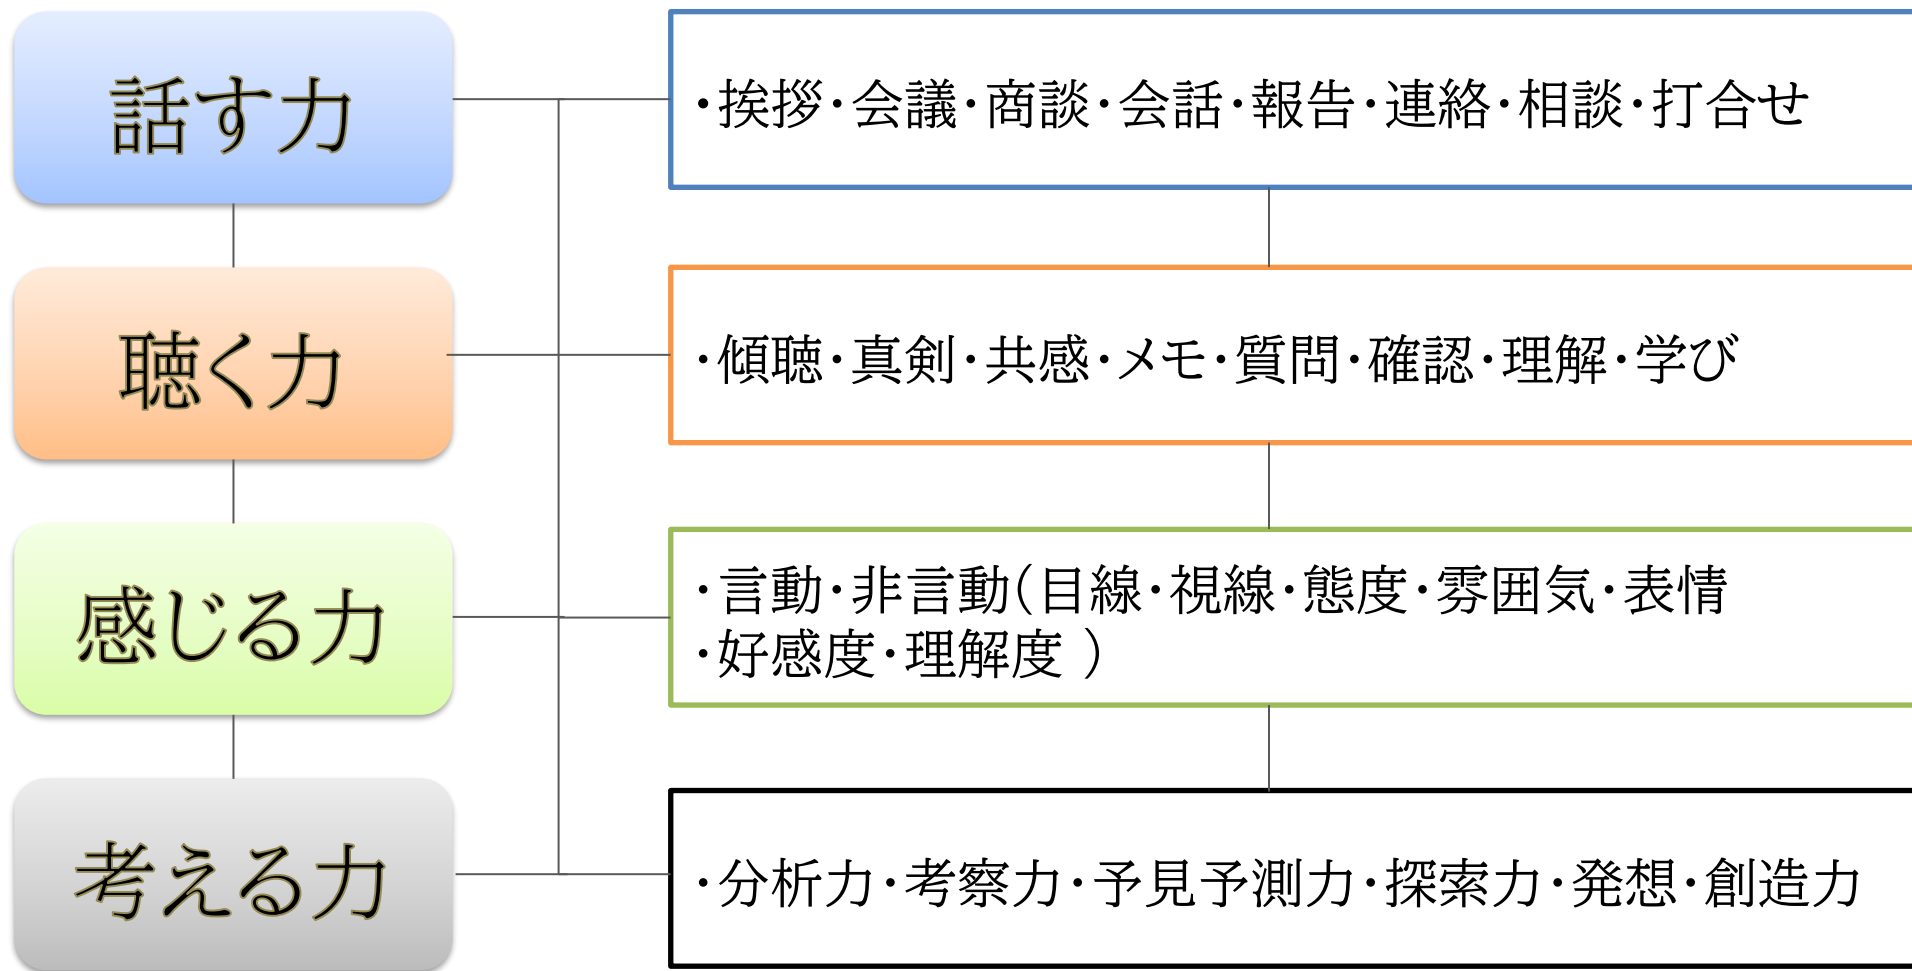 話す力
・挨拶・会議・商談・会話・報告・連絡・相談・打合せ
聴く力
・傾聴・真剣・共感・メモ・質問・確認・理解・学び
感じる力
・言動・非言動(目線・視線・態度・雰囲気・表情
・好感度・理解度 )
考える力
・分析力・考察力・予見予測力・探索力・発想・創造力